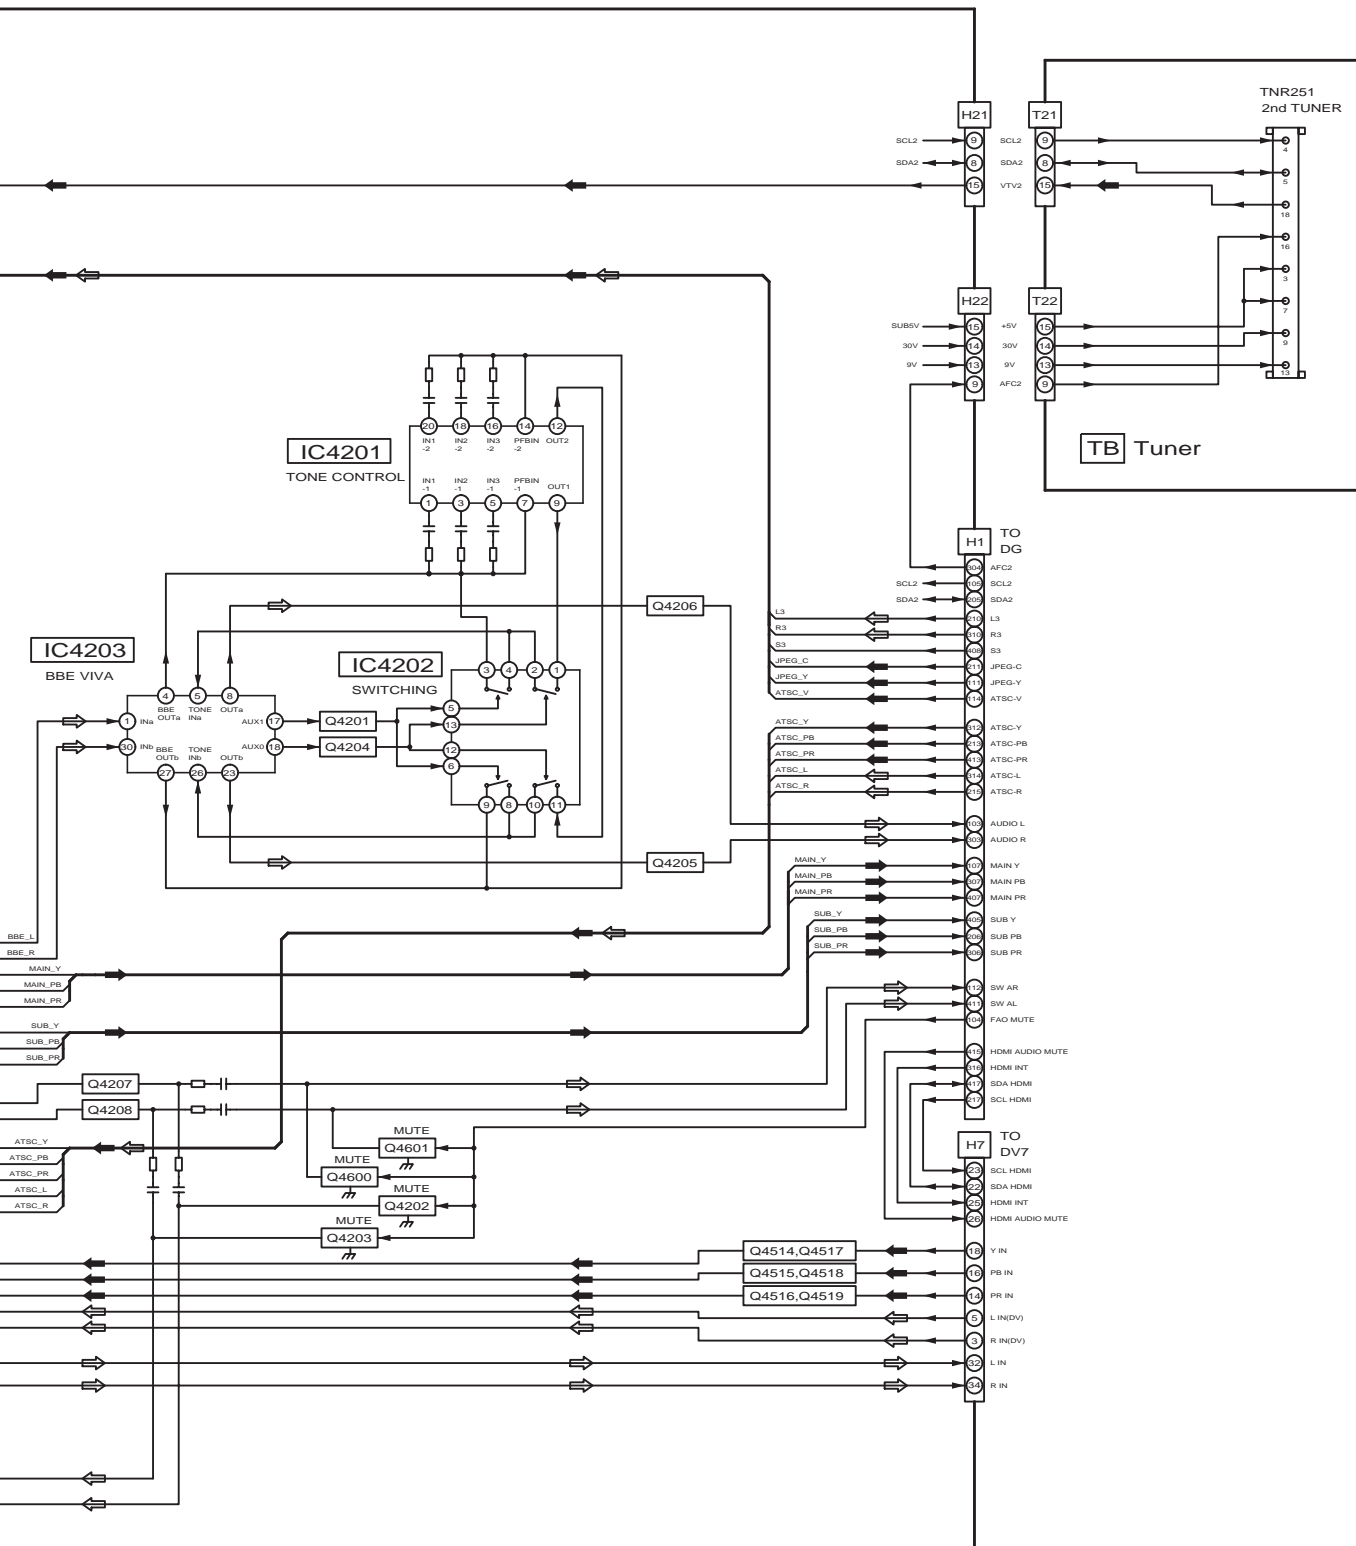 TNR251
2nd TUNER
H21
T21
SCL2
9
SCL2
9
4
SDA2
8
SDA2
8
5
15
VTV2
15
18
16
3
7
9
13
H22
T22
SUB5V
15
+5V
15
30V
14
30V
14
9V
13
9V
13
9
AFC2
9
TB Tuner
IC4201
TONE CONTROL
20
18
16
14
12
IN1
-2
IN2
-2
IN3
-2
PFBIN
-2
OUT2
IN1
-1
IN2
-1
IN3
-1
PFBIN
-1
OUT1
1
3
5
7
9
H1
TO
DG
304
AFC2
SCL2
105
SCL2
SDA2
205
SDA2
L3
210
L3
R3
310
R3
S3
408
S3
JPEG_C
211
JPEG-C
JPEG_Y
111
JPEG-Y
ATSC_V
114
ATSC-V
ATSC_Y
312
ATSC-Y
ATSC_PB
213
ATSC-PB
ATSC_PR
413
ATSC-PR
ATSC_L
314
ATSC-L
ATSC_R
215
ATSC-R
103
AUDIO L
303
AUDIO R
Q4206
Q4205
IC4203
BBE VIVA
4
5
8
BBE
OUTa
TONE
INa
OUTa
1
INa
AUX1
17
30
INb
AUX0
18
BBE
OUTb
TONE
INb
OUTb
27
26
23
Q4201
Q4204
IC4202
SWITCHING
3
4
2
1
5
13
12
6
9
8
10
11
MAIN_Y
107
MAIN Y
MAIN_PB
307
MAIN PB
MAIN_PR
407
MAIN PR
SUB_Y
405
SUB Y
SUB_PB
206
SUB PB
SUB_PR
306
SUB PR
BBE_L
BBE_R
MAIN_Y
MAIN_PB
MAIN_PR
SUB_Y
SUB_PB
SUB_PR
112
SW AR
411
SW AL
104
FAO MUTE
415
HDMI AUDIO MUTE
316
HDMI INT
417
SDA HDMI
217
SCL HDMI
Q4207
Q4208
ATSC_Y
ATSC_PB
ATSC_PR
ATSC_L
ATSC_R
MUTE
Q4601
MUTE
Q4600
MUTE
Q4202
MUTE
Q4203
H7
TO
DV7
23
SCL HDMI
22
SDA HDMI
25
HDMI INT
26
HDMI AUDIO MUTE
Q4514,Q4517
18
Y IN
Q4515,Q4518
16
PB IN
Q4516,Q4519
14
PR IN
5
L IN(DV)
3
R IN(DV)
32
L IN
34
R IN